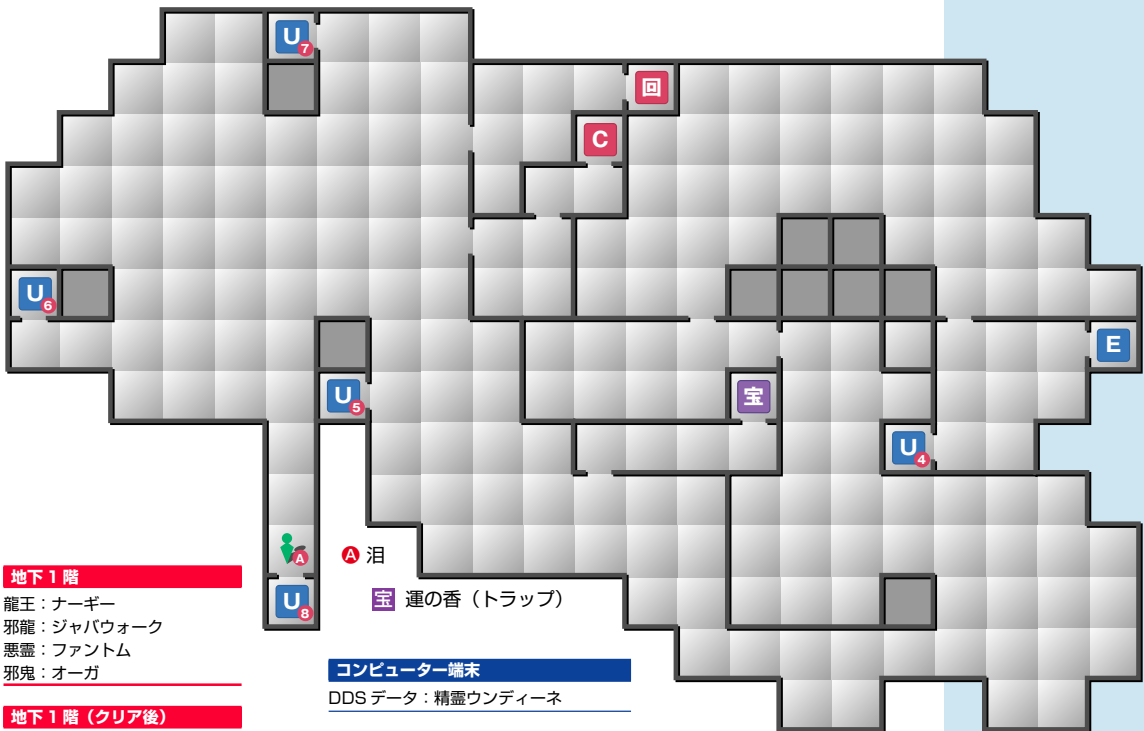 U7
回
C
U6
E
U5
宝
U4
A
A 泪
U8
宝 運の香（トラップ）
地下1階
龍王：ナーギー
邪龍：ジャバウォーク
悪霊：ファントム
邪鬼：オーガ
地下1階（クリア後）
コンピューター端末
DDSデータ：精霊ウンディーネ